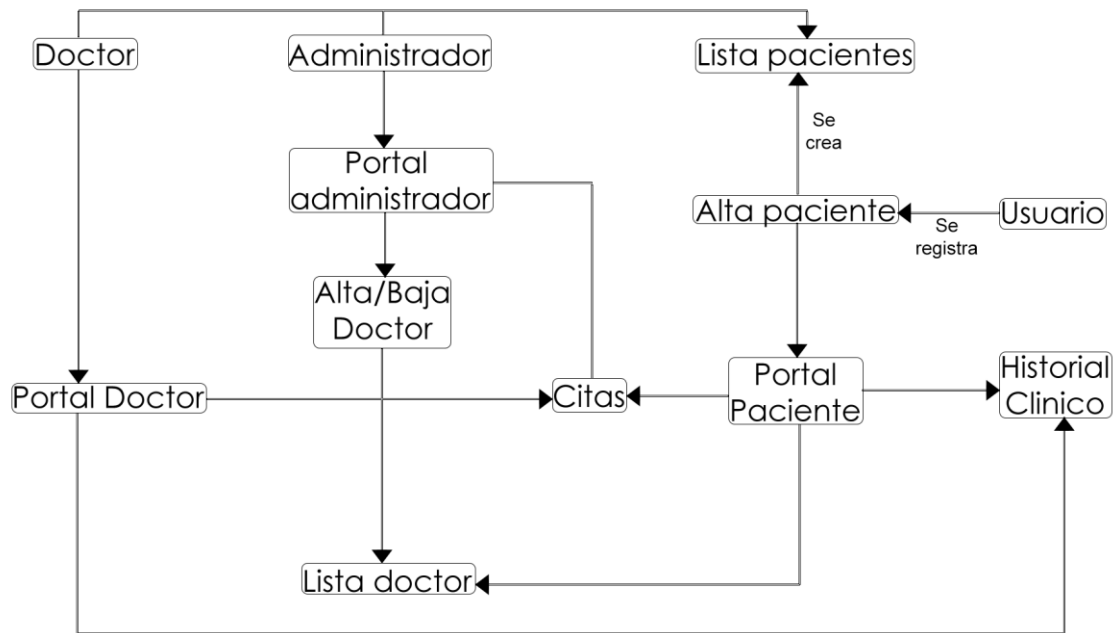 Doctor
Administrador
Lista pacientes
Se
crea
Portal
administrador
Alta paciente
Usuario
Se
registra
Alta/Baja
Doctor
Portal Doctor
Citas
Portal
Paciente
Historial
Clinico
Lista doctor